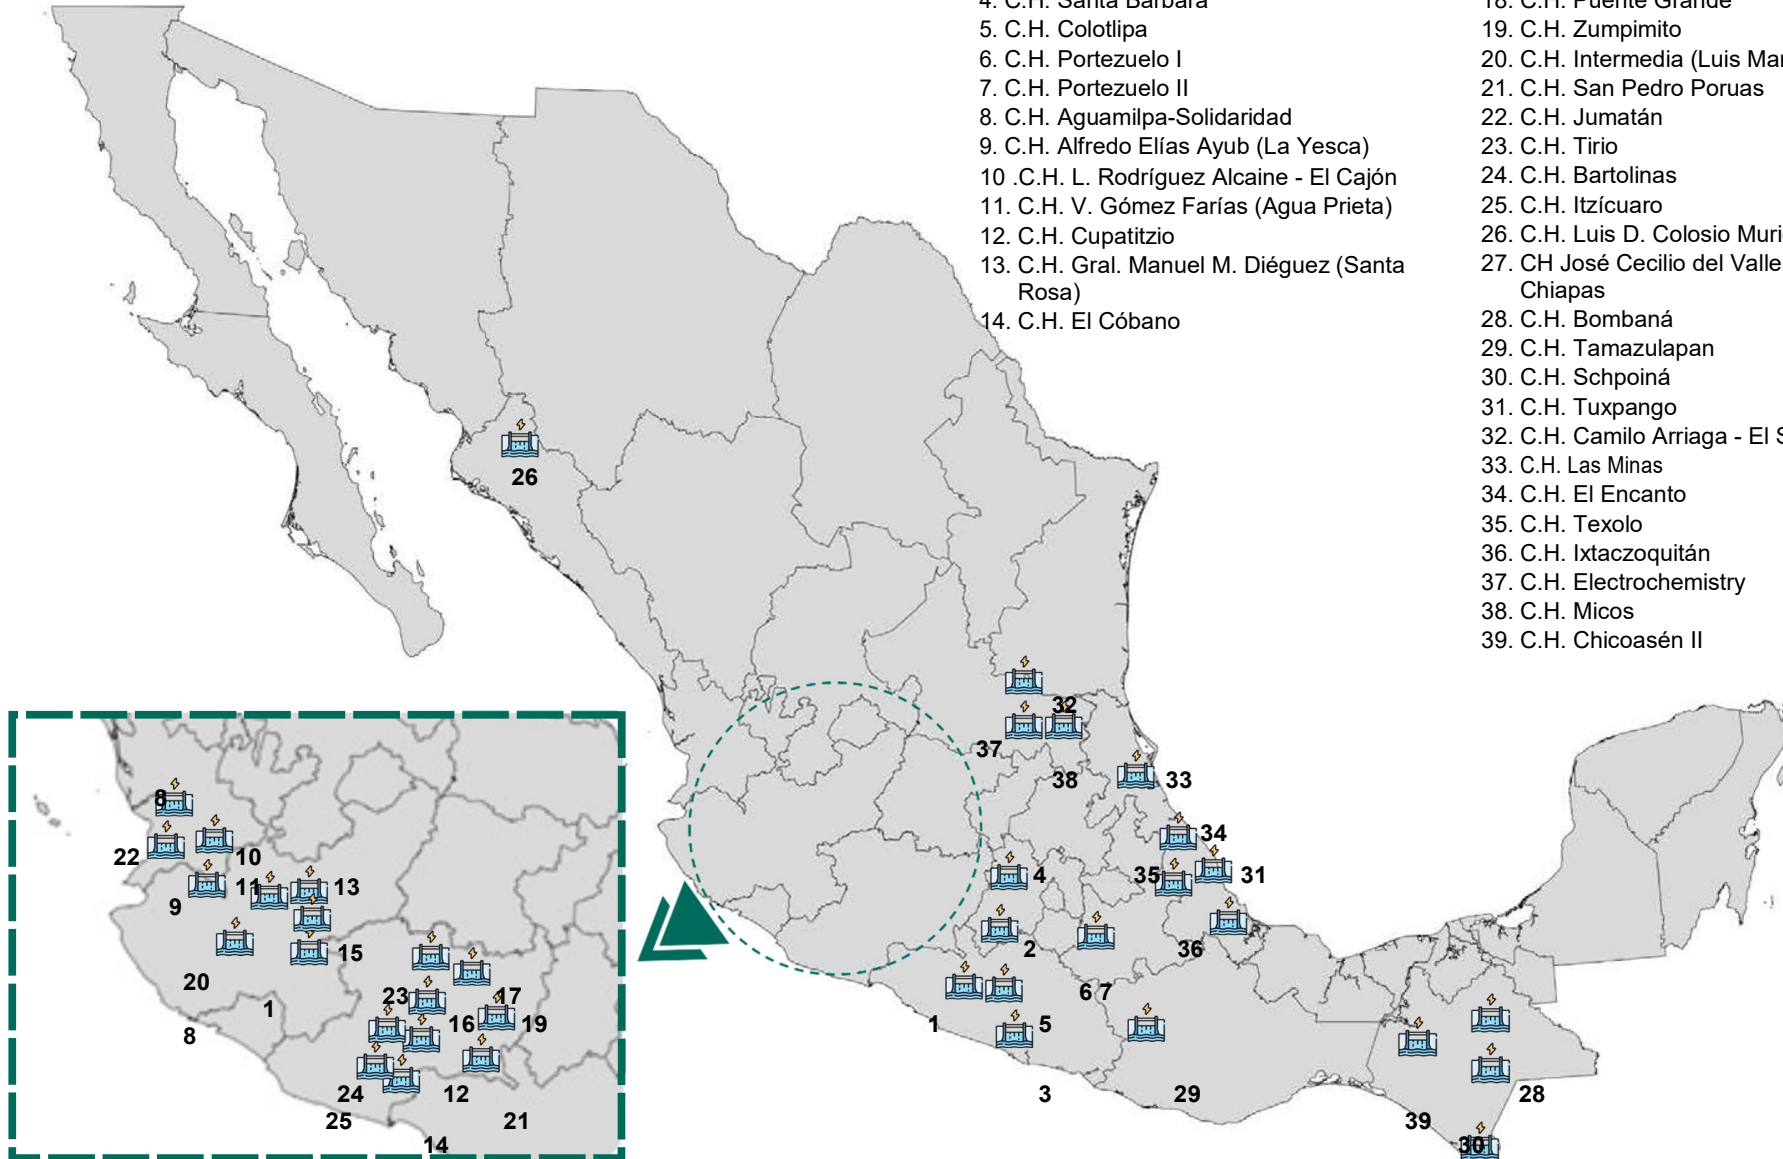 4. C.H. Santa Bárbara
5. C.H. Colotlipa
6. C.H. Portezuelo I
7. C.H. Portezuelo II
8. C.H. Aguamilpa-Solidaridad
9. C.H. Alfredo Elías Ayub (La Yesca)
10 .C.H. L. Rodríguez Alcaine - El Cajón
11. C.H. V. Gómez Farías (Agua Prieta)
12. C.H. Cupatitzio
13. C.H. Gral. Manuel M. Diéguez (Santa
Rosa)
14. C.H. El Cóbano
18. C.H. Puente Grande
19. C.H. Zumpimito
20. C.H. Intermedia (Luis Mar
21. C.H. San Pedro Poruas
22. C.H. Jumatán
23. C.H. Tirio
24. C.H. Bartolinas
25. C.H. Itzícuaro
26. C.H. Luis D. Colosio Muri
27. CH José Cecilio del Valle
Chiapas
28. C.H. Bombaná
29. C.H. Tamazulapan
30. C.H. Schpoiná
31. C.H. Tuxpango
32. C.H. Camilo Arriaga - El S
33. C.H. Las Minas
34. C.H. El Encanto
35. C.H. Texolo
36. C.H. Ixtaczoquitán
37. C.H. Electrochemistry
38. C.H. Micos
39. C.H. Chicoasén II
26
32
37
38
33
34
4
35
31
2
36
6 7
1
5
3
29
28
39
30
8
22
10
11
13
9
15
20
23
17
1
16
19
8
24
12
25
21
14